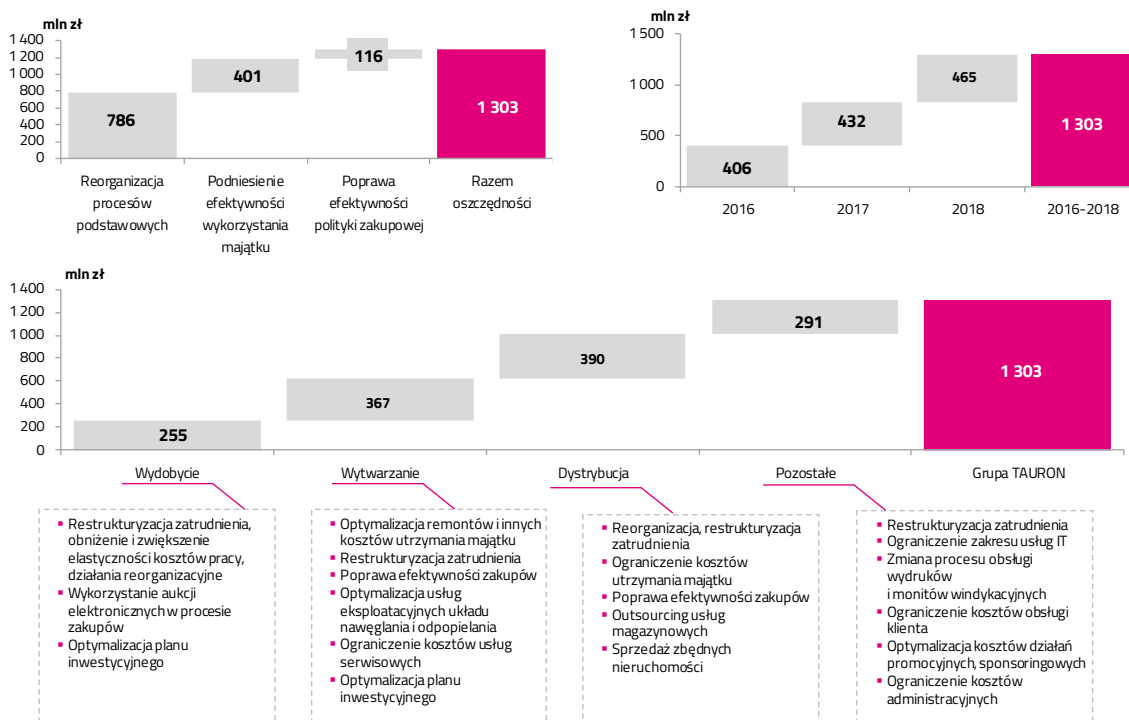 mln zł
1 400
1 200
1 000
800
600
400
200
0
786
401
116
1 303
Reorganizacja
procesów
podstawowych
Podniesienie
efektywności
wykorzystania
majątku
Poprawa
efektywności
polityki zakupowej
Razem
oszczędności
mln zł
1 500
1 000
500
0
406
432
465
1 303
2016
2017
2018
2016-2018
mln zł
1 400
1 200
1 000
800
600
400
200
0
255
367
390
291
1 303
Wydobycie
Wytwarzanie
Dystrybucja
Pozostałe
Grupa TAURON
▪ Restrukturyzacja zatrudnienia,
obniżenie i zwiększenie
elastyczności kosztów pracy,
działania reorganizacyjne
▪ Wykorzystanie aukcji
elektronicznych w procesie
zakupów
▪ Optymalizacja planu
inwestycyjnego
▪ Optymalizacja remontów i innych
kosztów utrzymania majątku
▪ Restrukturyzacja zatrudnienia
▪ Poprawa efektywności zakupów
▪ Optymalizacja usług
eksploatacyjnych układu
nawęglania i odpopielania
▪ Ograniczenie kosztów usług
serwisowych
▪ Optymalizacja planu
inwestycyjnego
▪ Reorganizacja, restrukturyzacja
zatrudnienia
▪ Ograniczenie kosztów
utrzymania majątku
▪ Poprawa efektywności zakupów
▪ Outsourcing usług
magazynowych
▪ Sprzedaż zbędnych
nieruchomości
▪ Restrukturyzacja zatrudnienia
▪ Ograniczenie zakresu usług IT
▪ Zmiana procesu obsługi
wydruków
i monitów windykacyjnych
▪ Ograniczenie kosztów obsługi
klienta
▪ Optymalizacja kosztów działań
promocyjnych, sponsoringowych
▪ Ograniczenie kosztów
administracyjnych